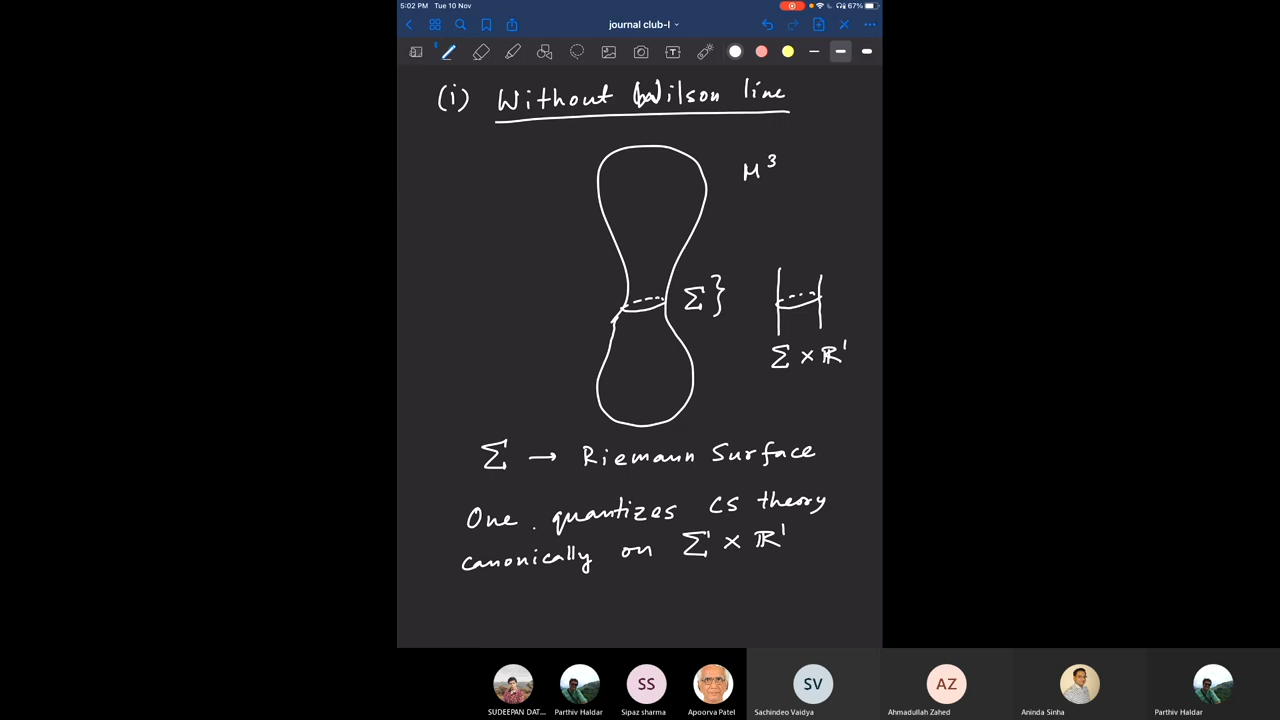 5:02 PM Tue 10 Nov
67%
journal club-I
(i) Without Wilson line
M³
Σ}
Σ × ℝ¹
Σ → Riemann Surface
One quantizes CS theory
canonically on Σ × ℝ¹
SS
SV
AZ
SUDEEPAN DAT...
Parthiv Haldar
Sipaz sharma
Apoorva Patel
Sachindeo Vaidya
Ahmadullah Zahed
Aninda Sinha
Parthiv Haldar